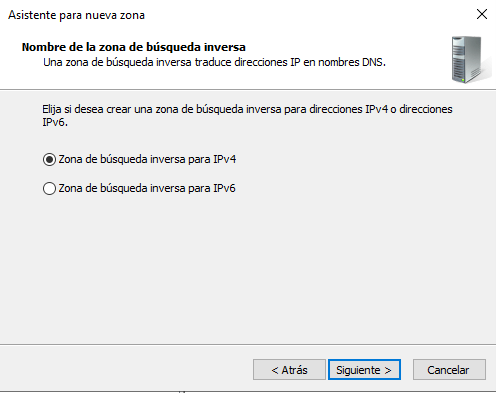 Asistente para nueva zona
Nombre de la zona de búsqueda inversa
Una zona de búsqueda inversa traduce direcciones IP en nombres DNS.
Elija si desea crear una zona de búsqueda inversa para direcciones IPv4 o direcciones
IPv6.
Zona de búsqueda inversa para IPv4
Zona de búsqueda inversa para IPv6
< Atrás
Siguiente >
Cancelar